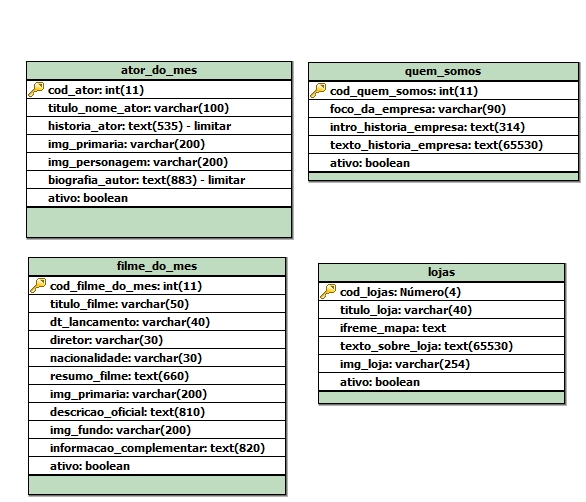 ator_do_mes
cod_ator: int(11)
titulo_nome_ator: varchar(100)
historia_ator: text(535) - limitar
img_primaria: varchar(200)
img_personagem: varchar(200)
biografia_autor: text(883) - limitar
ativo: boolean
quem_somos
cod_quem_somos: int(11)
foco_da_empresa: varchar(90)
intro_historia_empresa: text(314)
texto_historia_empresa: text(65530)
ativo: boolean
filme_do_mes
cod_filme_do_mes: int(11)
titulo_filme: varchar(50)
dt_lancamento: varchar(40)
diretor: varchar(30)
nacionalidade: varchar(30)
resumo_filme: text(660)
img_primaria: varchar(200)
descricao_oficial: text(810)
img_fundo: varchar(200)
informacao_complementar: text(820)
ativo: boolean
lojas
cod_lojas: Número(4)
titulo_loja: varchar(40)
ifreme_mapa: text
texto_sobre_loja: text(65530)
img_loja: varchar(254)
ativo: boolean